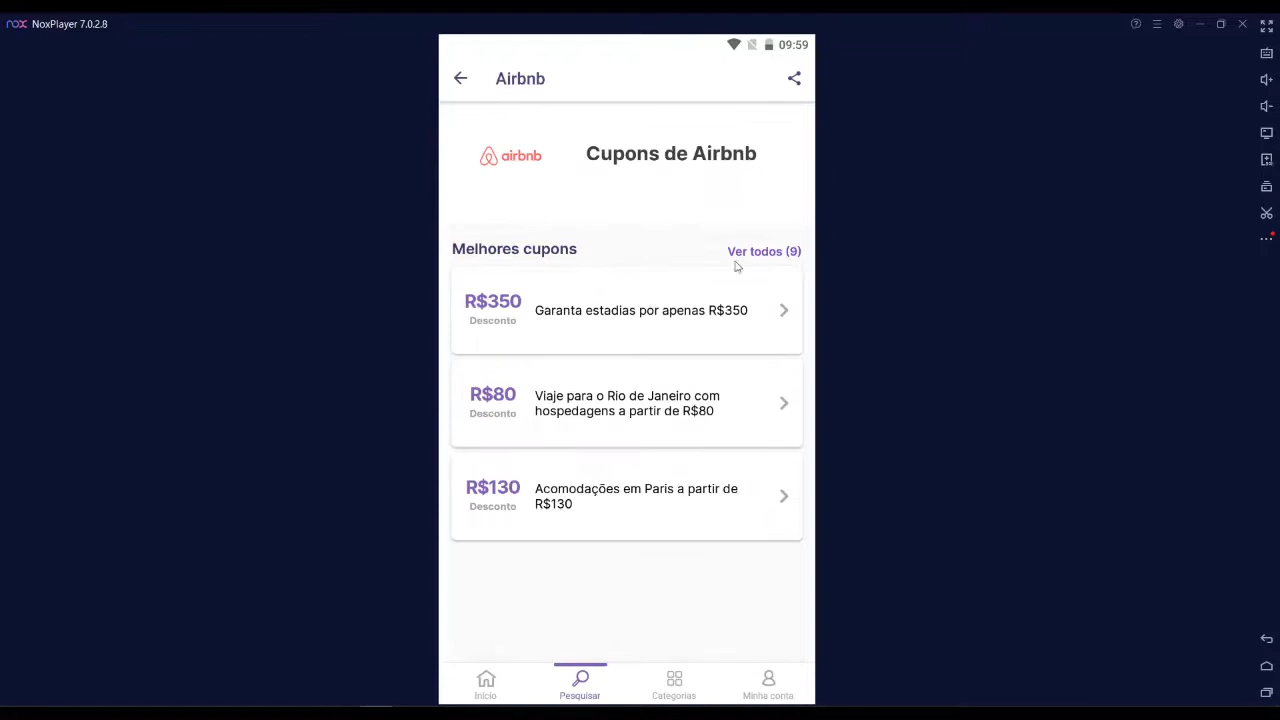 nox NoxPlayer 7.0.2.8
09:59
Airbnb
airbnb
Cupons de Airbnb
Melhores cupons
Ver todos (9)
R$350
Desconto
Garanta estadias por apenas R$350
R$80
Desconto
Viaje para o Rio de Janeiro com
hospedagens a partir de R$80
R$130
Desconto
Acomodações em Paris a partir de
R$130
Início
Pesquisar
Categorias
Minha conta